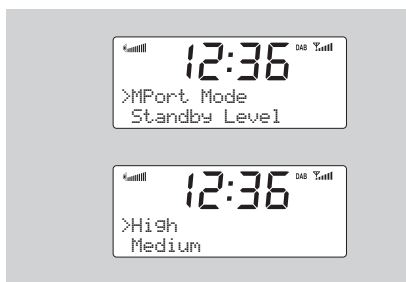 12:36 DAB
>MPort Mode
Standby Level
12:36 DAB
>High
Medium